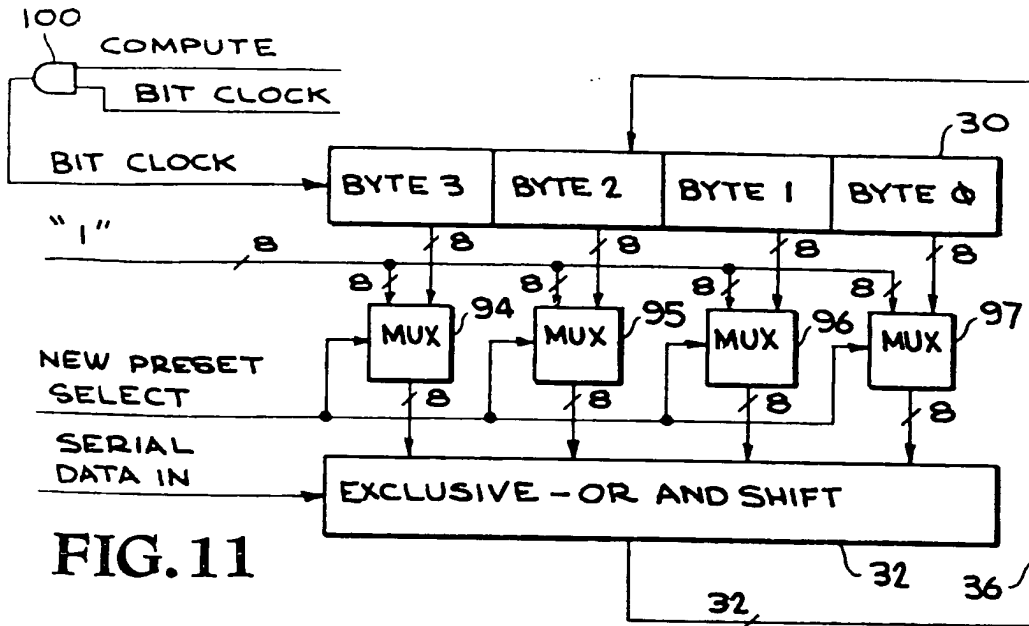 100
COMPUTE
BIT CLOCK
30
BIT CLOCK
BYTE 3 BYTE 2 BYTE 1 BYTE Φ
"1"
8 8 8 8 8
8 8 8 8
MUX 94 MUX 95 MUX 96 MUX 97
NEW PRESET
SELECT
8 8 8 8
SERIAL
DATA IN
EXCLUSIVE-OR AND SHIFT
FIG. 11
32
36
32